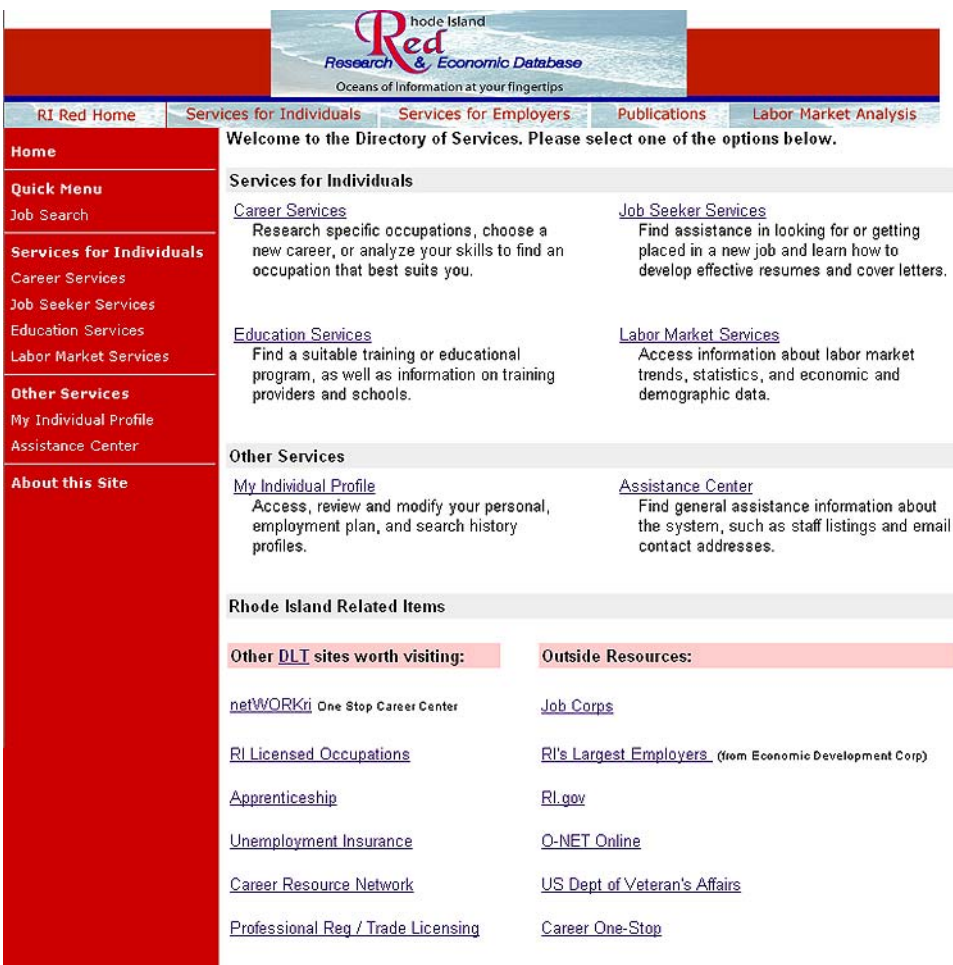 Rhode Island
Red
Research & Economic Database
Oceans of Information at your fingertips
RI Red Home Services for Individuals Services for Employers Publications Labor Market Analysis
Home
Quick Menu
Job Search
Services for Individuals
Career Services
Job Seeker Services
Education Services
Labor Market Services
Other Services
My Individual Profile
Assistance Center
About this Site
Welcome to the Directory of Services. Please select one of the options below.
Services for Individuals
Career Services
Research specific occupations, choose a
new career, or analyze your skills to find an
occupation that best suits you.
Job Seeker Services
Find assistance in looking for or getting
placed in a new job and learn how to
develop effective resumes and cover letters.
Education Services
Find a suitable training or educational
program, as well as information on training
providers and schools.
Labor Market Services
Access information about labor market
trends, statistics, and economic and
demographic data.
Other Services
My Individual Profile
Access, review and modify your personal,
employment plan, and search history
profiles.
Assistance Center
Find general assistance information about
the system, such as staff listings and email
contact addresses.
Rhode Island Related Items
Other DLT sites worth visiting:
netWORKri One Stop Career Center
RI Licensed Occupations
Apprenticeship
Unemployment Insurance
Career Resource Network
Professional Reg / Trade Licensing
Outside Resources:
Job Corps
RI's Largest Employers (from Economic Development Corp)
RI.gov
O-NET Online
US Dept of Veteran's Affairs
Career One-Stop